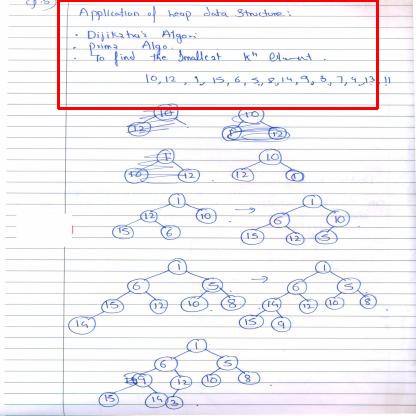 Application of heap data structure:
• Dijikstra's Algo:
• prims Algo.
• To find the smallest kth element.
10, 12, 1, 15, 6, 5, 8, 14, 9, 3, 7, 4, 13, 11
10 10
12 1 12
1 10
10 12 12 1
1 → 1
12 10 6 10
15 6 15 12 5
1 → 1
6 5 6 5
15 12 10 8 14 12 10 8
14 15 9
1
6 5
9 12 10 8
15 14 3